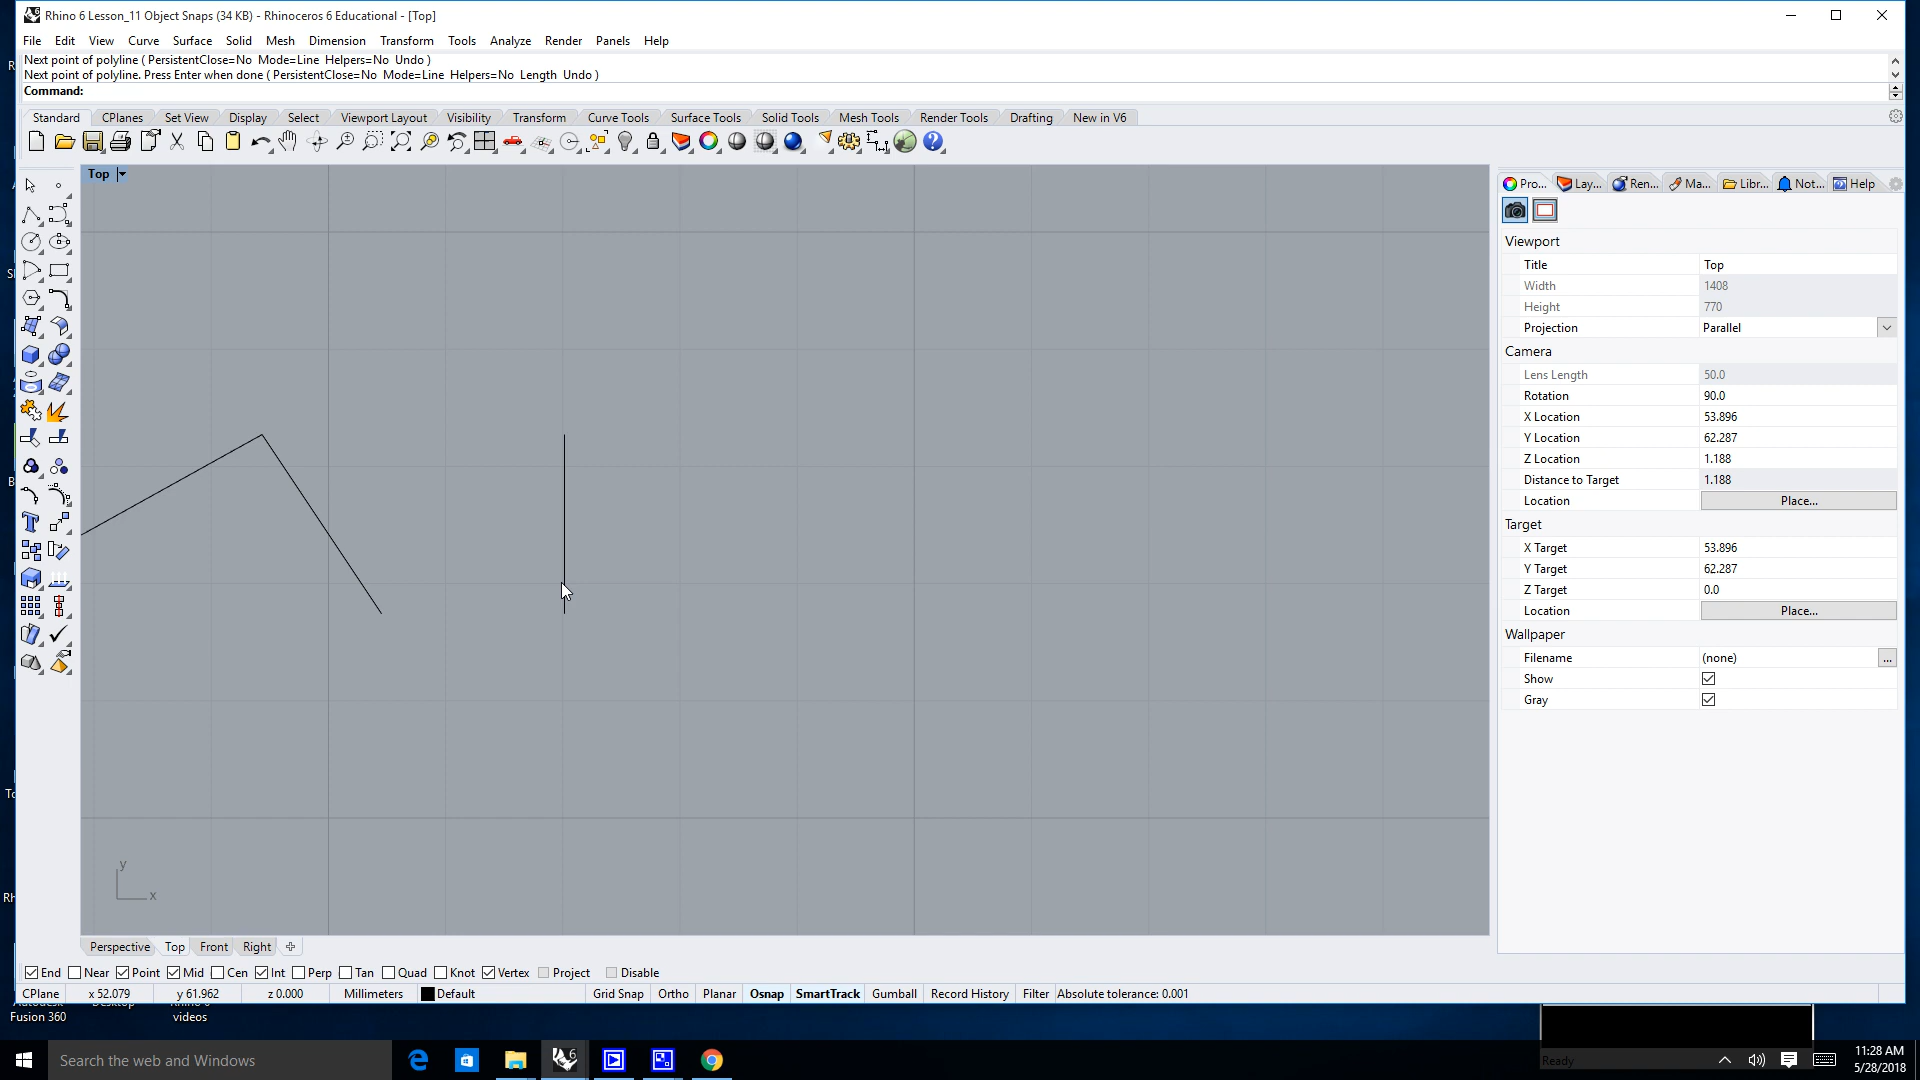 Rhino 6 Lesson_11 Object Snaps (34 KB) - Rhinoceros 6 Educational - [Top]
File Edit View Curve Surface Solid Mesh Dimension Transform Tools Analyze Render Panels Help
Next point of polyline ( PersistentClose=No Mode=Line Helpers=No Undo )
Next point of polyline. Press Enter when done ( PersistentClose=No Mode=Line Helpers=No Length Undo )
Command:
Standard CPlanes Set View Display Select Viewport Layout Visibility Transform Curve Tools Surface Tools Solid Tools Mesh Tools Render Tools Drafting New in V6
Top
Pro... Lay... Ren... Ma... Libr... Not... Help
Viewport
Title Top
Width 1408
Height 770
Projection Parallel
Camera
Lens Length 50.0
Rotation 90.0
X Location 53.896
Y Location 62.287
Z Location 1.188
Distance to Target 1.188
Location Place...
Target
X Target 53.896
Y Target 62.287
Z Target 0.0
Location Place...
Wallpaper
Filename (none) ...
Show
Gray
y
x
Perspective Top Front Right
End Near Point Mid Cen Int Perp Tan Quad Knot Vertex Project Disable
CPlane x 52.079 y 61.962 z 0.000 Millimeters Default Grid Snap Ortho Planar Osnap SmartTrack Gumball Record History Filter Absolute tolerance: 0.001
Fusion 360 videos
Search the web and Windows
Ready
11:28 AM
5/28/2018